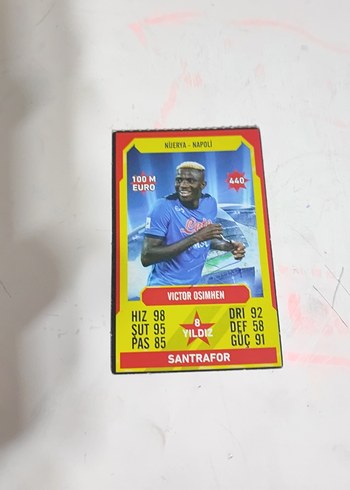 NİJERYA - NAPOLİ
100 M
EURO
440
VICTOR OSIMHEN
HIZ 98
ŞUT 95
PAS 85
8
YILDIZ
DRİ 92
DEF 58
GÜÇ 91
SANTRAFOR